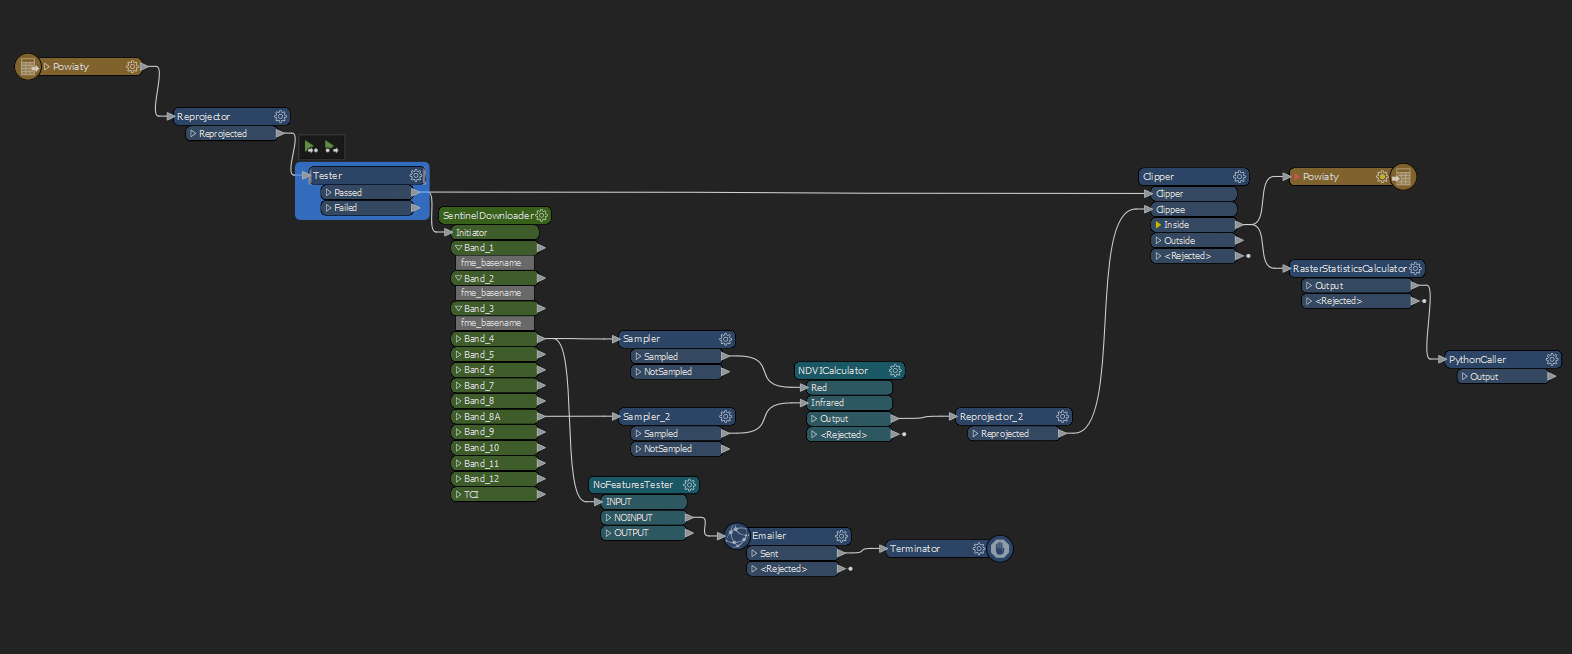 Powiaty
Reprojector
Reprojected
Tester
Passed
Failed
SentinelDownloader
Initiator
Band_1
fme_basename
Band_2
fme_basename
Band_3
fme_basename
Band_4
Band_5
Band_6
Band_7
Band_8
Band_8A
Band_9
Band_10
Band_11
Band_12
TCI
Sampler
Sampled
NotSampled
Sampler_2
Sampled
NotSampled
NoFeaturesTester
INPUT
NOINPUT
OUTPUT
Emailer
Sent
<Rejected>
Terminator
NDVICalculator
Red
Infrared
Output
<Rejected>
Reprojector_2
Reprojected
Clipper
Clipper
Clippee
Inside
Outside
<Rejected>
Powiaty
RasterStatisticsCalculator
Output
<Rejected>
PythonCaller
Output